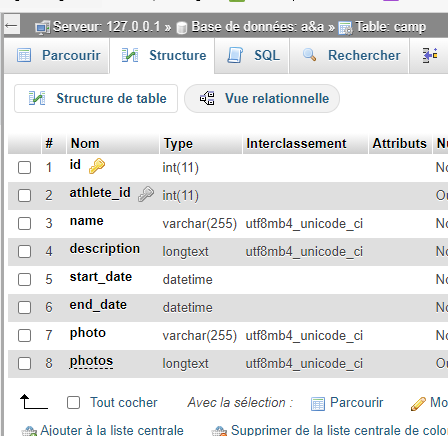 Serveur: 127.0.0.1 » Base de données: a&a » Table: camp
Parcourir Structure SQL Rechercher
Structure de table Vue relationnelle
# Nom Type Interclassement Attributs
1 id int(11)
2 athlete_id int(11)
3 name varchar(255) utf8mb4_unicode_ci
4 description longtext utf8mb4_unicode_ci
5 start_date datetime
6 end_date datetime
7 photo varchar(255) utf8mb4_unicode_ci
8 photos longtext utf8mb4_unicode_ci
Tout cocher Avec la sélection : Parcourir Mo
Ajouter à la liste centrale Supprimer de la liste centrale de colo